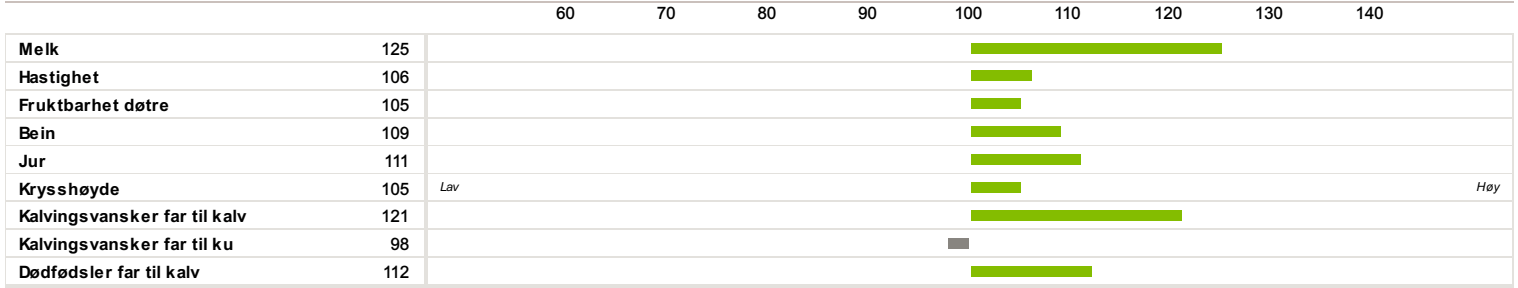 60 70 80 90 100 110 120 130 140
Melk 125
Hastighet 106
Fruktbarhet døtre 105
Bein 109
Jur 111
Krysshøyde 105 Lav Høy
Kalvingsvansker far til kalv 121
Kalvingsvansker far til ku 98
Dødfødsler far til kalv 112